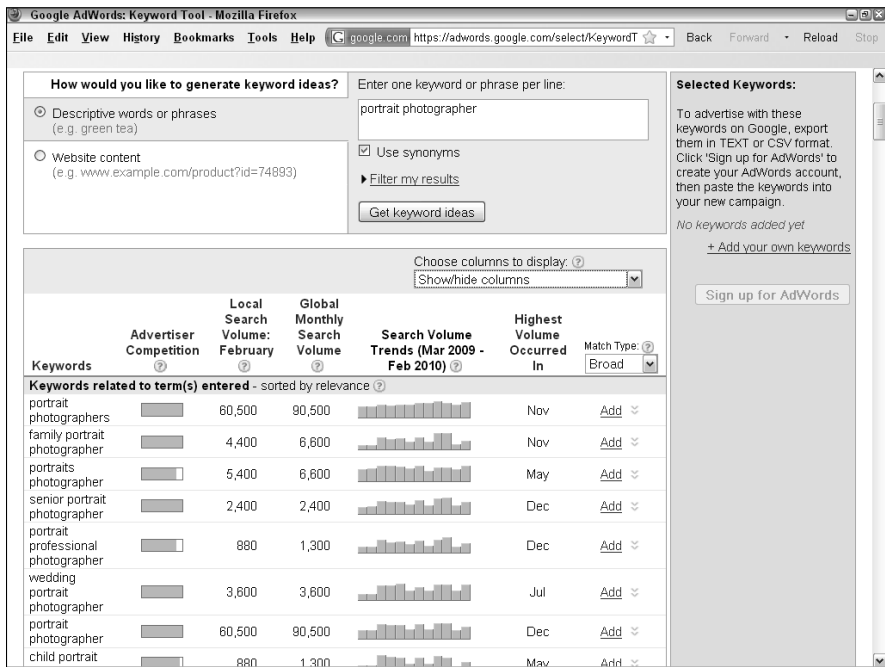 Google AdWords: Keyword Tool - Mozilla Firefox
File Edit View History Bookmarks Tools Help G google.com https://adwords.google.com/select/KeywordT Back Forward Reload Stop
How would you like to generate keyword ideas?
Descriptive words or phrases
(e.g. green tea)
Website content
(e.g. www.example.com/product?id=74893)
Enter one keyword or phrase per line:
portrait photographer
Use synonyms
Filter my results
Get keyword ideas
Selected Keywords:
To advertise with these
keywords on Google, export
them in TEXT or CSV format.
Click 'Sign up for AdWords' to
create your AdWords account,
then paste the keywords into
your new campaign.
No keywords added yet
+ Add your own keywords
Sign up for AdWords
Choose columns to display: ?
Show/hide columns
Keywords
Advertiser
Competition
?
Local
Search
Volume:
February
?
Global
Monthly
Search
Volume
?
Search Volume
Trends (Mar 2009 -
Feb 2010) ?
Highest
Volume
Occurred
In
Match Type: ?
Broad
Keywords related to term(s) entered - sorted by relevance ?
portrait
photographers 60,500 90,500 Nov Add
family portrait
photographer 4,400 6,600 Nov Add
portraits
photographer 5,400 6,600 May Add
senior portrait
photographer 2,400 2,400 Dec Add
portrait
professional 880 1,300 Dec Add
photographer
wedding
portrait 3,600 3,600 Jul Add
photographer
portrait
photographer 60,500 90,500 Dec Add
child portrait 880 1,300 May Add